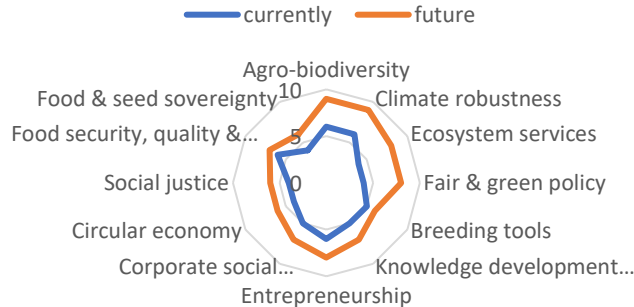 currently future
Agro-biodiversity
10
Food & seed sovereignty Climate robustness
Food security, quality &... 5 Ecosystem services
Social justice 0 Fair & green policy
Circular economy Breeding tools
Corporate social... Knowledge development...
Entrepreneurship